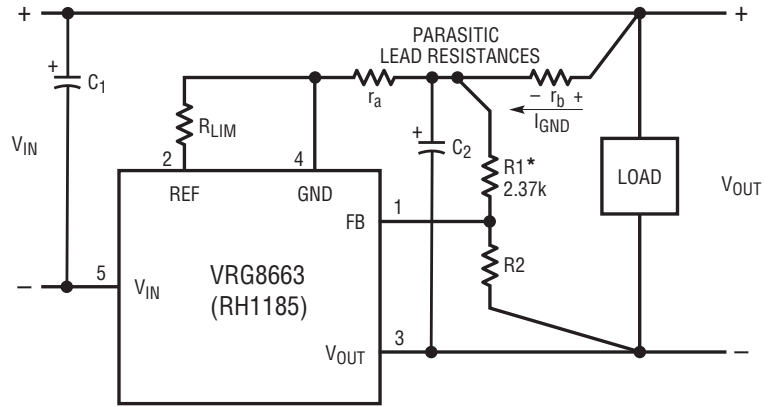 +
+
PARASITIC
LEAD RESISTANCES
+
C1
ra
– rb +
IGND
RLIM
VIN
+
C2
R1*
2.37k
2
4
REF
GND
1
FB
LOAD
VOUT
R2
–
5
VIN
VRG8663
(RH1185)
3
VOUT
–